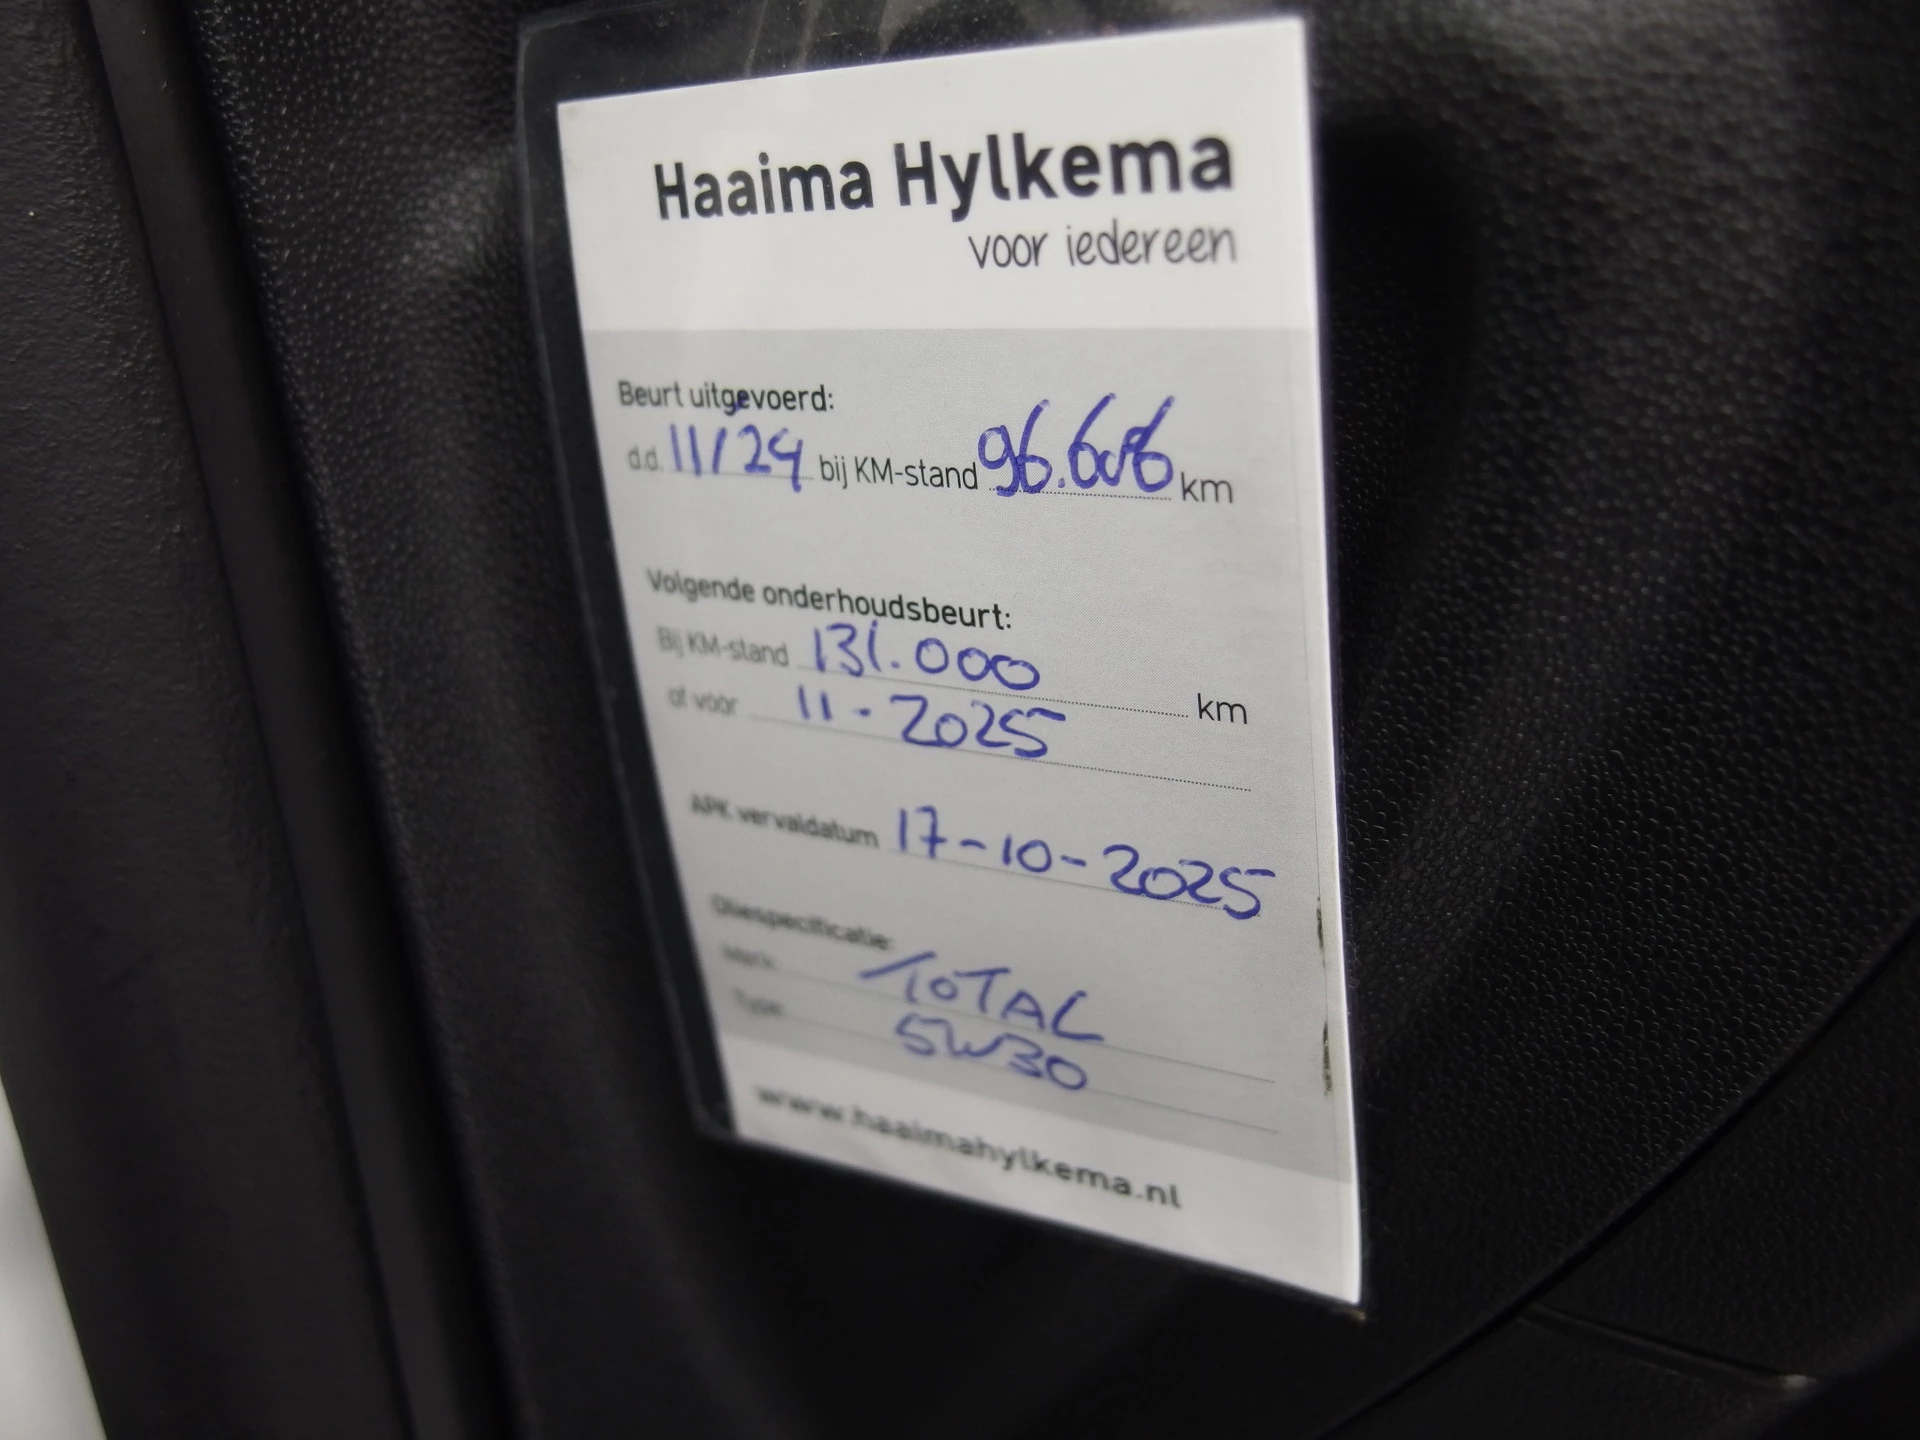 Haaima Hylkema
voor iedereen
Beurt uitgevoerd:
d.d. 11/24 bij KM-stand 96.606 km
Volgende onderhoudsbeurt:
Bij KM-stand 131.000 km
of vóór 11-2025
APK vervaldatum 17-10-2025
Oliespecificatie:
Merk: TOTAL
Type: 5W30
www.haaimahylkema.nl